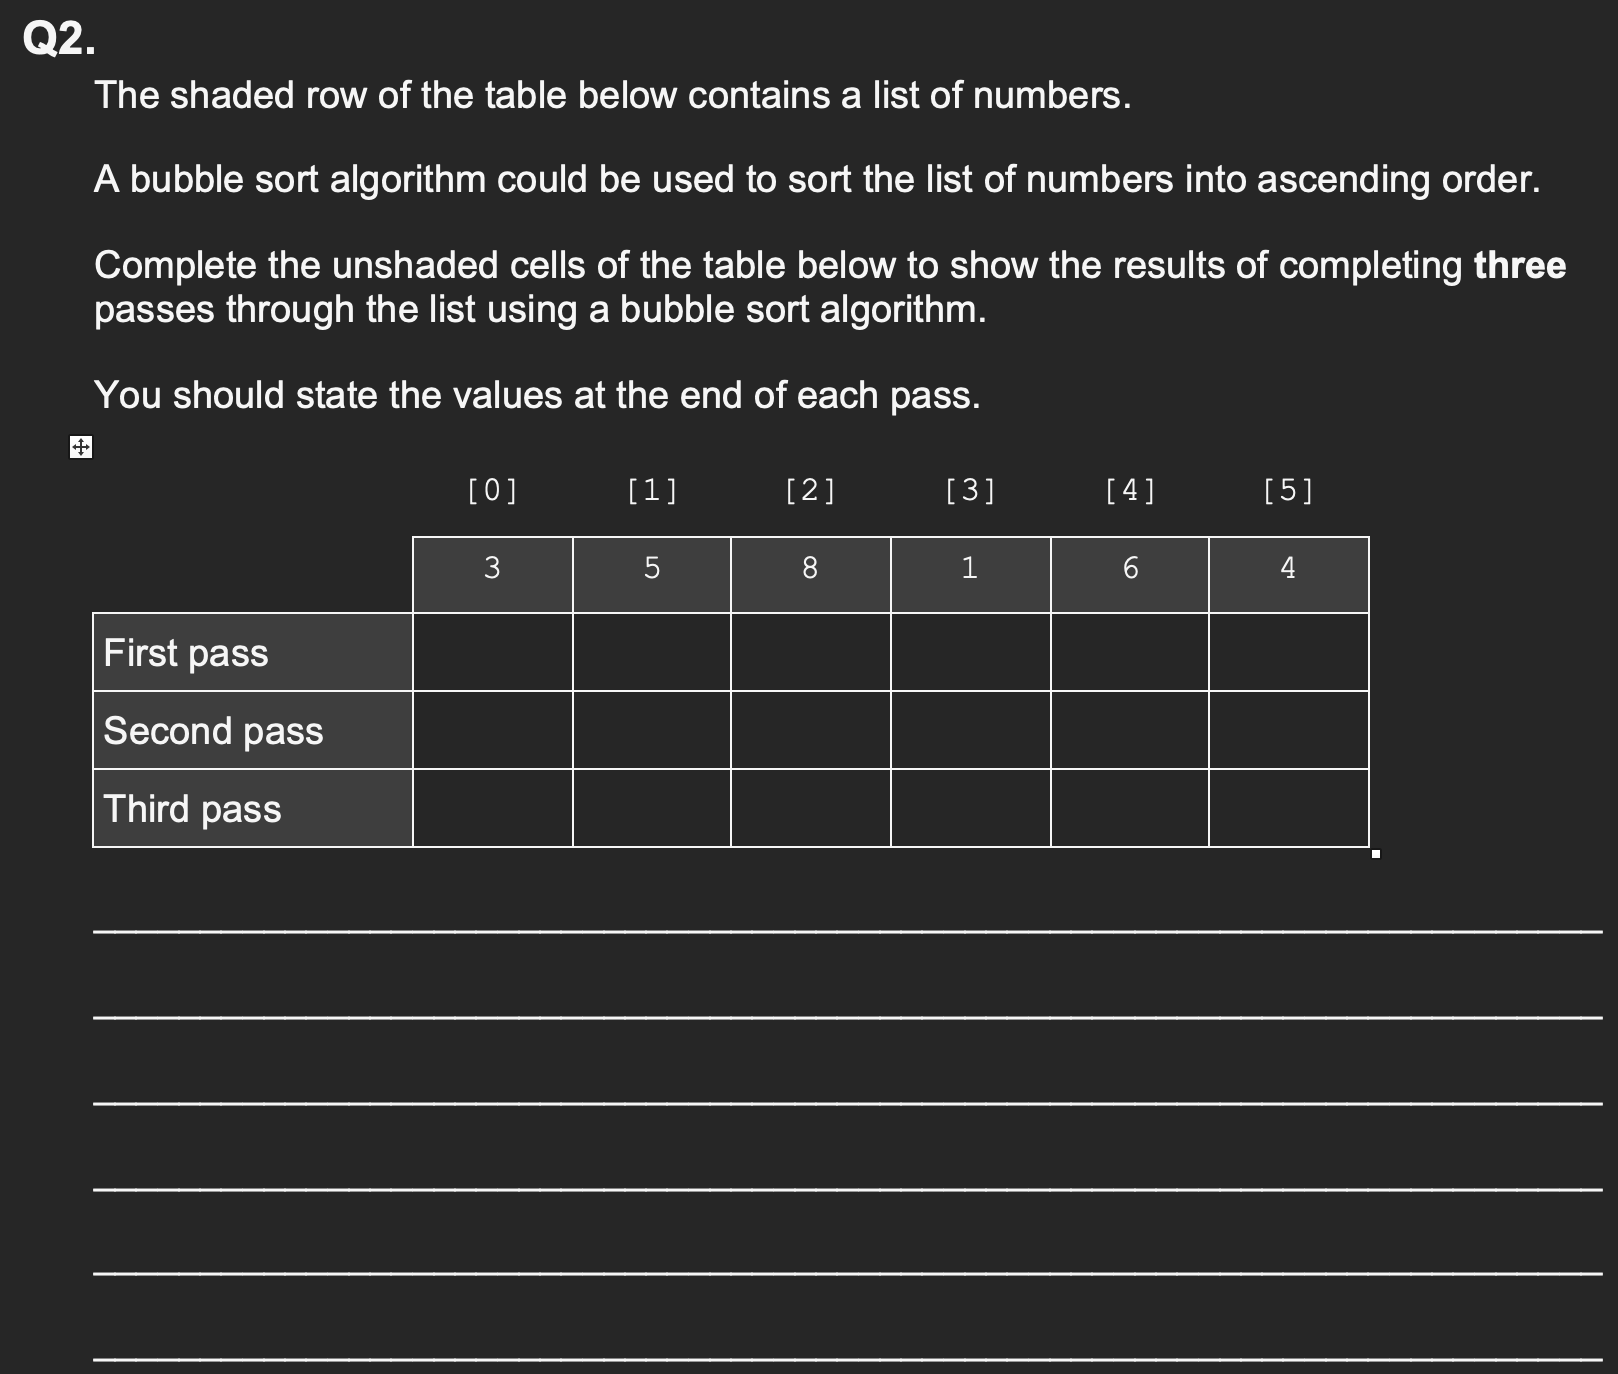 Q2.
The shaded row of the table below contains a list of numbers.
A bubble sort algorithm could be used to sort the list of numbers into ascending order.
Complete the unshaded cells of the table below to show the results of completing three
passes through the list using a bubble sort algorithm.
You should state the values at the end of each pass.
[0] [1] [2] [3] [4] [5]
3 5 8 1 6 4
First pass
Second pass
Third pass